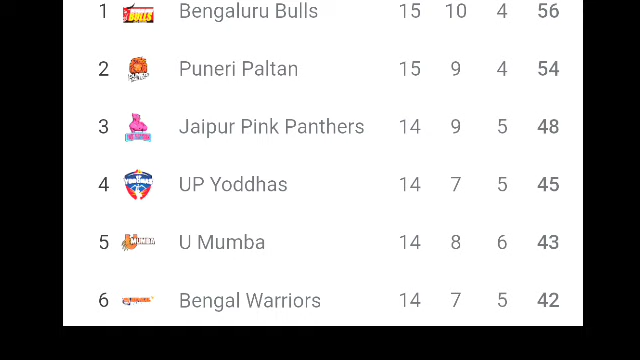 1 BULLS Bengaluru Bulls 15 10 4 56
2 Puneri Paltan 15 9 4 54
3 Jaipur Pink Panthers 14 9 5 48
4 UP Yoddhas 14 7 5 45
5 U MUMBA U Mumba 14 8 6 43
6 Bengal Warriors 14 7 5 42